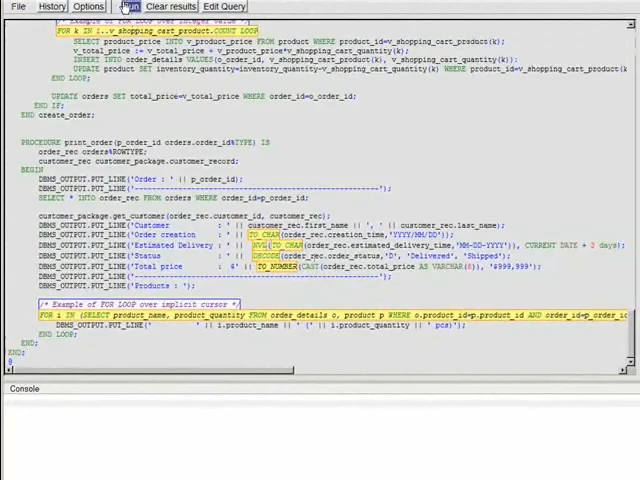 File History Options Run Clear results Edit Query
/* Example of FOR LOOP over integer value */
FOR k IN 1..v_shopping_cart_product.COUNT LOOP
SELECT product_price INTO v_product_price FROM product WHERE product_id=v_shopping_cart_product(k);
v_total_price := v_total_price + v_product_price*v_shopping_cart_quantity(k);
INSERT INTO order_details VALUES(o_order_id, v_shopping_cart_product(k), v_shopping_cart_quantity(k));
UPDATE product SET inventory_quantity=inventory_quantity-v_shopping_cart_quantity(k) WHERE product_id=v_shopping_cart_product(k
END LOOP;
UPDATE orders SET total_price=v_total_price WHERE order_id=o_order_id;
END IF;
END create_order;
PROCEDURE print_order(p_order_id orders.order_id%TYPE) IS
order_rec orders%ROWTYPE;
customer_rec customer_package.customer_record;
BEGIN
DBMS_OUTPUT.PUT_LINE('Order : ' || p_order_id);
DBMS_OUTPUT.PUT_LINE('---------------------------------------------------------');
SELECT * INTO order_rec FROM orders WHERE order_id=p_order_id;
customer_package.get_customer(order_rec.customer_id, customer_rec);
DBMS_OUTPUT.PUT_LINE('Customer : ' || customer_rec.first_name || ', ' || customer_rec.last_name);
DBMS_OUTPUT.PUT_LINE('Order creation : ' || TO_CHAR(order_rec.creation_time,'YYYY/MM/DD'));
DBMS_OUTPUT.PUT_LINE('Estimated Delivery : ' || NVL(TO_CHAR(order_rec.estimated_delivery_time,'MM-DD-YYYY'), CURRENT DATE + 3 days);
DBMS_OUTPUT.PUT_LINE('Status : ' || DECODE(order_rec.order_status,'D', 'Delivered', 'Shipped');
DBMS_OUTPUT.PUT_LINE('Total price : $' || TO_NUMBER(CAST(order_rec.total_price AS VARCHAR(8)),'$999,999');
DBMS_OUTPUT.PUT_LINE('---------------------------------------------------------');
DBMS_OUTPUT.PUT_LINE('Products : ');
/* Example of FOR LOOP over implicit cursor */
FOR i IN (SELECT product_name, product_quantity FROM order_details o, product p WHERE o.product_id=p.product_id AND order_id=p_order_id
DBMS_OUTPUT.PUT_LINE(' ' || i.product_name || ' (' || i.product_quantity || ' pcs)');
END LOOP;
END;
END;
@
Console